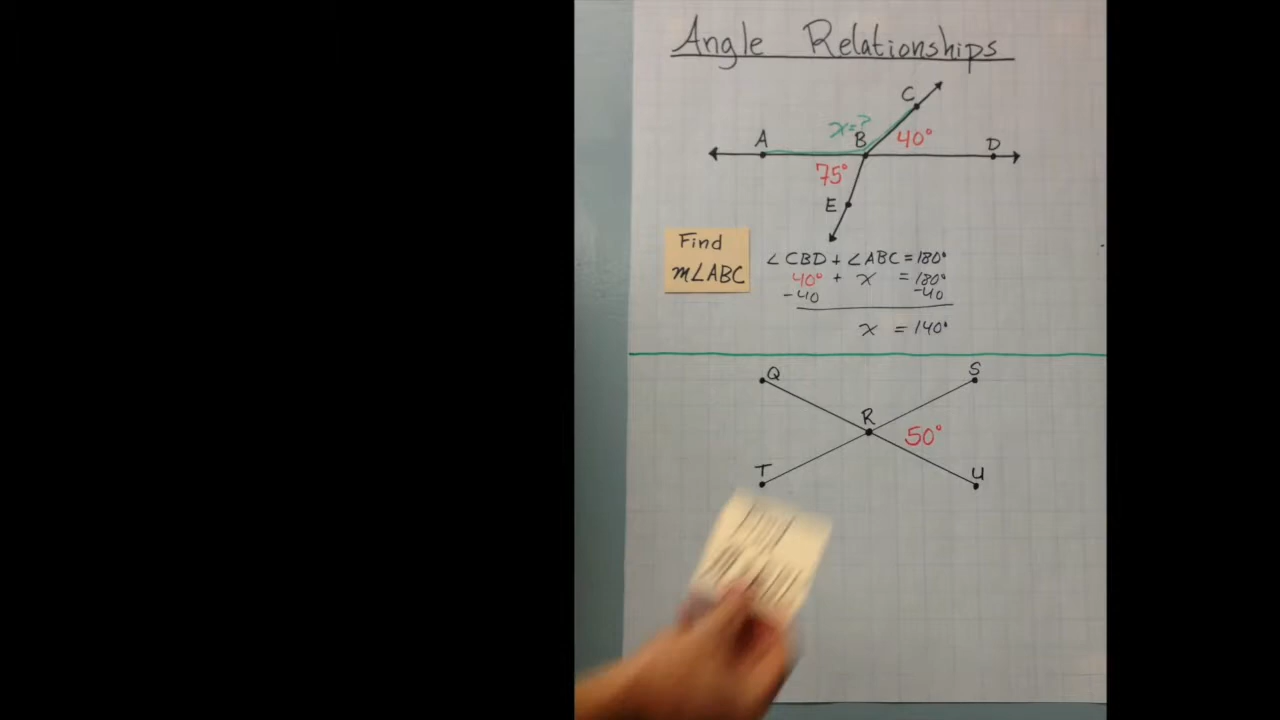 Angle Relationships
C
x=?
A
B
40°
D
75°
E
Find
m∠ABC
∠CBD + ∠ABC = 180°
40° + x = 180°
-40 -40
x = 140°
Q
S
R
50°
T
U